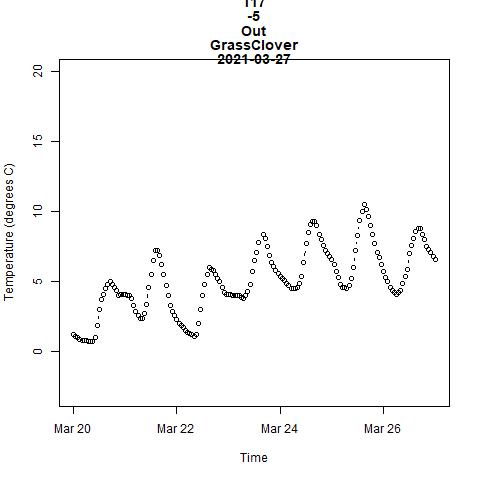 T17
-5
Out
GrassClover
2021-03-27
20
15
10
5
0
Temperature (degrees C)
Mar 20
Mar 22
Mar 24
Mar 26
Time